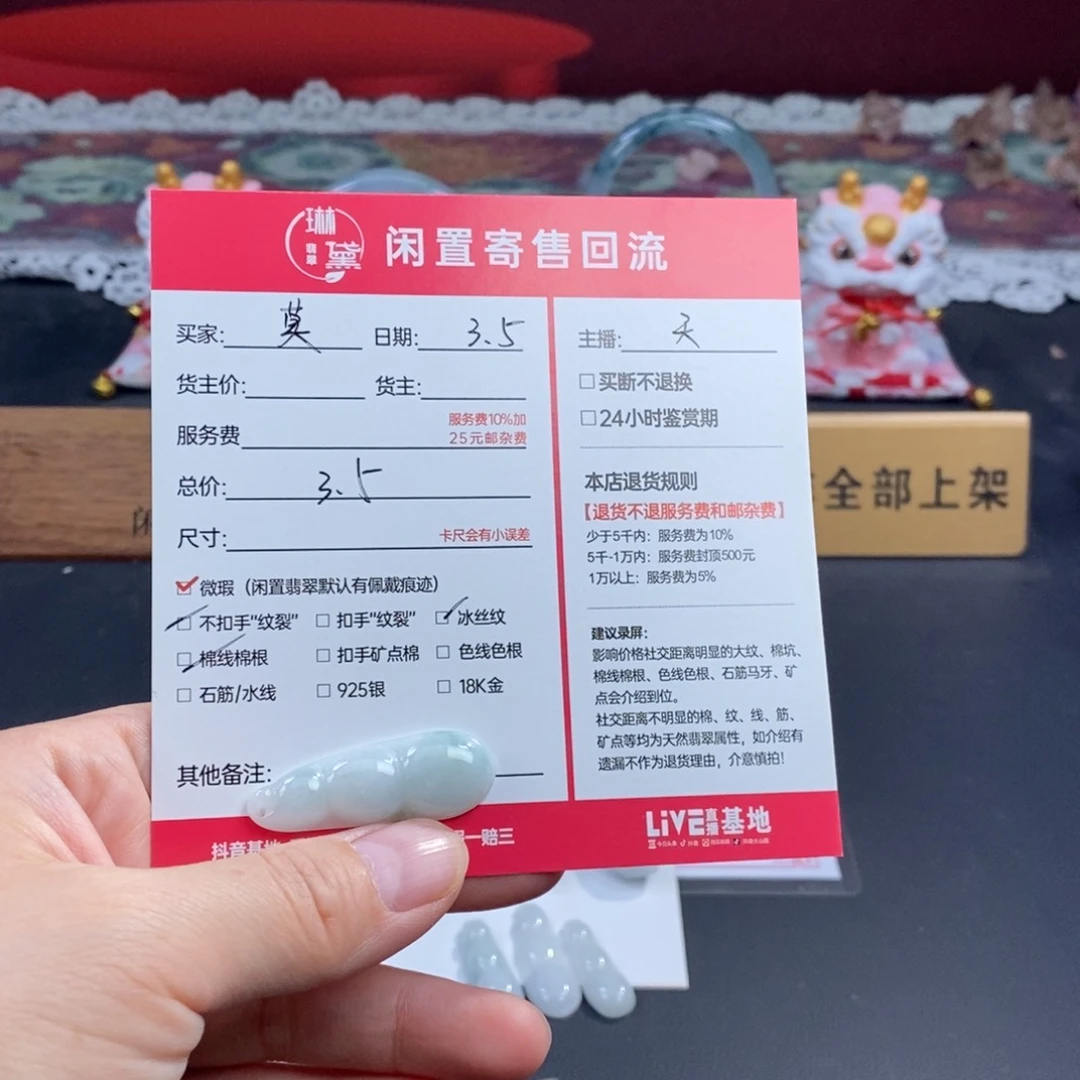 琳黛翡翠
闲置寄售回流
买家: 莫 日期: 3.5
货主价: 货主:
服务费 服务费10%加
25元邮杂费
总价: 3.5
尺寸: 卡尺会有小误差
微瑕（闲置翡翠默认有佩戴痕迹）
不扣手"纹裂" 扣手"纹裂" 冰丝纹
棉线棉根 扣手矿点棉 色线色根
石筋/水线 925银 18K金
其他备注:
抖音基地
一赔三
主播: 天
买断不退换
24小时鉴赏期
本店退货规则
【退货不退服务费和邮杂费】
少于5千内：服务费为10%
5千-1万内：服务费封顶500元
1万以上：服务费为5%
建议录屏：
影响价格社交距离明显的大纹、棉坑、
棉线棉根、色线色根、石筋马牙、矿
点会介绍到位。
社交距离不明显的棉、纹、线、筋、
矿点等均为天然翡翠属性，如介绍有
遗漏不作为退货理由，介意慎拍！
LIVE直播基地
全部上架